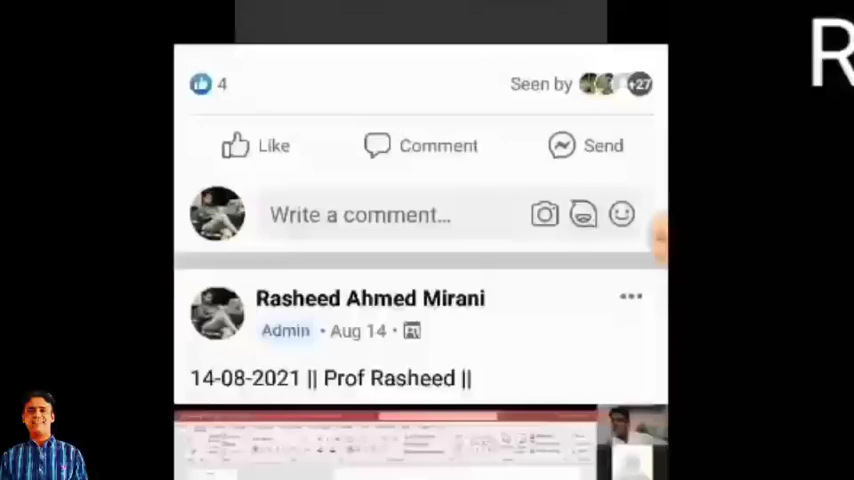 R
4
Seen by +27
Like Comment Send
Write a comment...
Rasheed Ahmed Mirani
Admin • Aug 14 •
14-08-2021 || Prof Rasheed ||